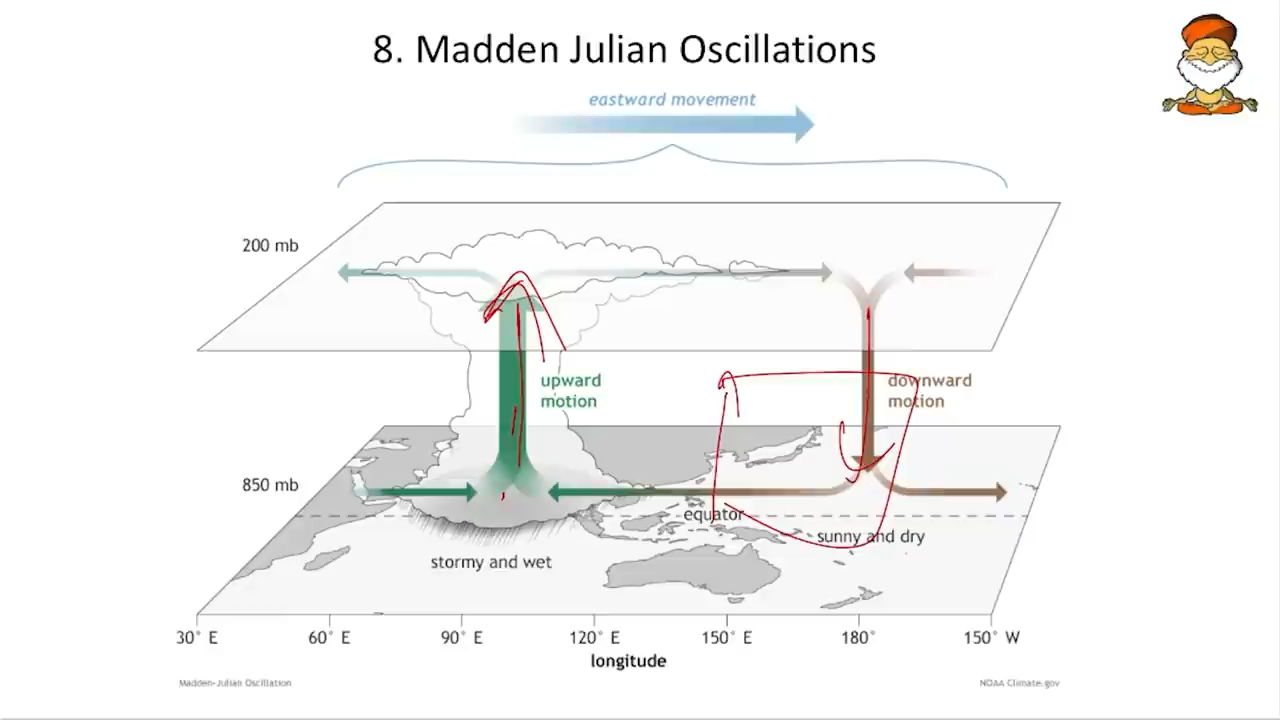 8. Madden Julian Oscillations
eastward movement
200 mb
upward
motion
downward
motion
850 mb
equator
sunny and dry
stormy and wet
30° E 60° E 90° E 120° E 150° E 180° 150° W
longitude
Madden-Julian Oscillation
NOAA Climate.gov